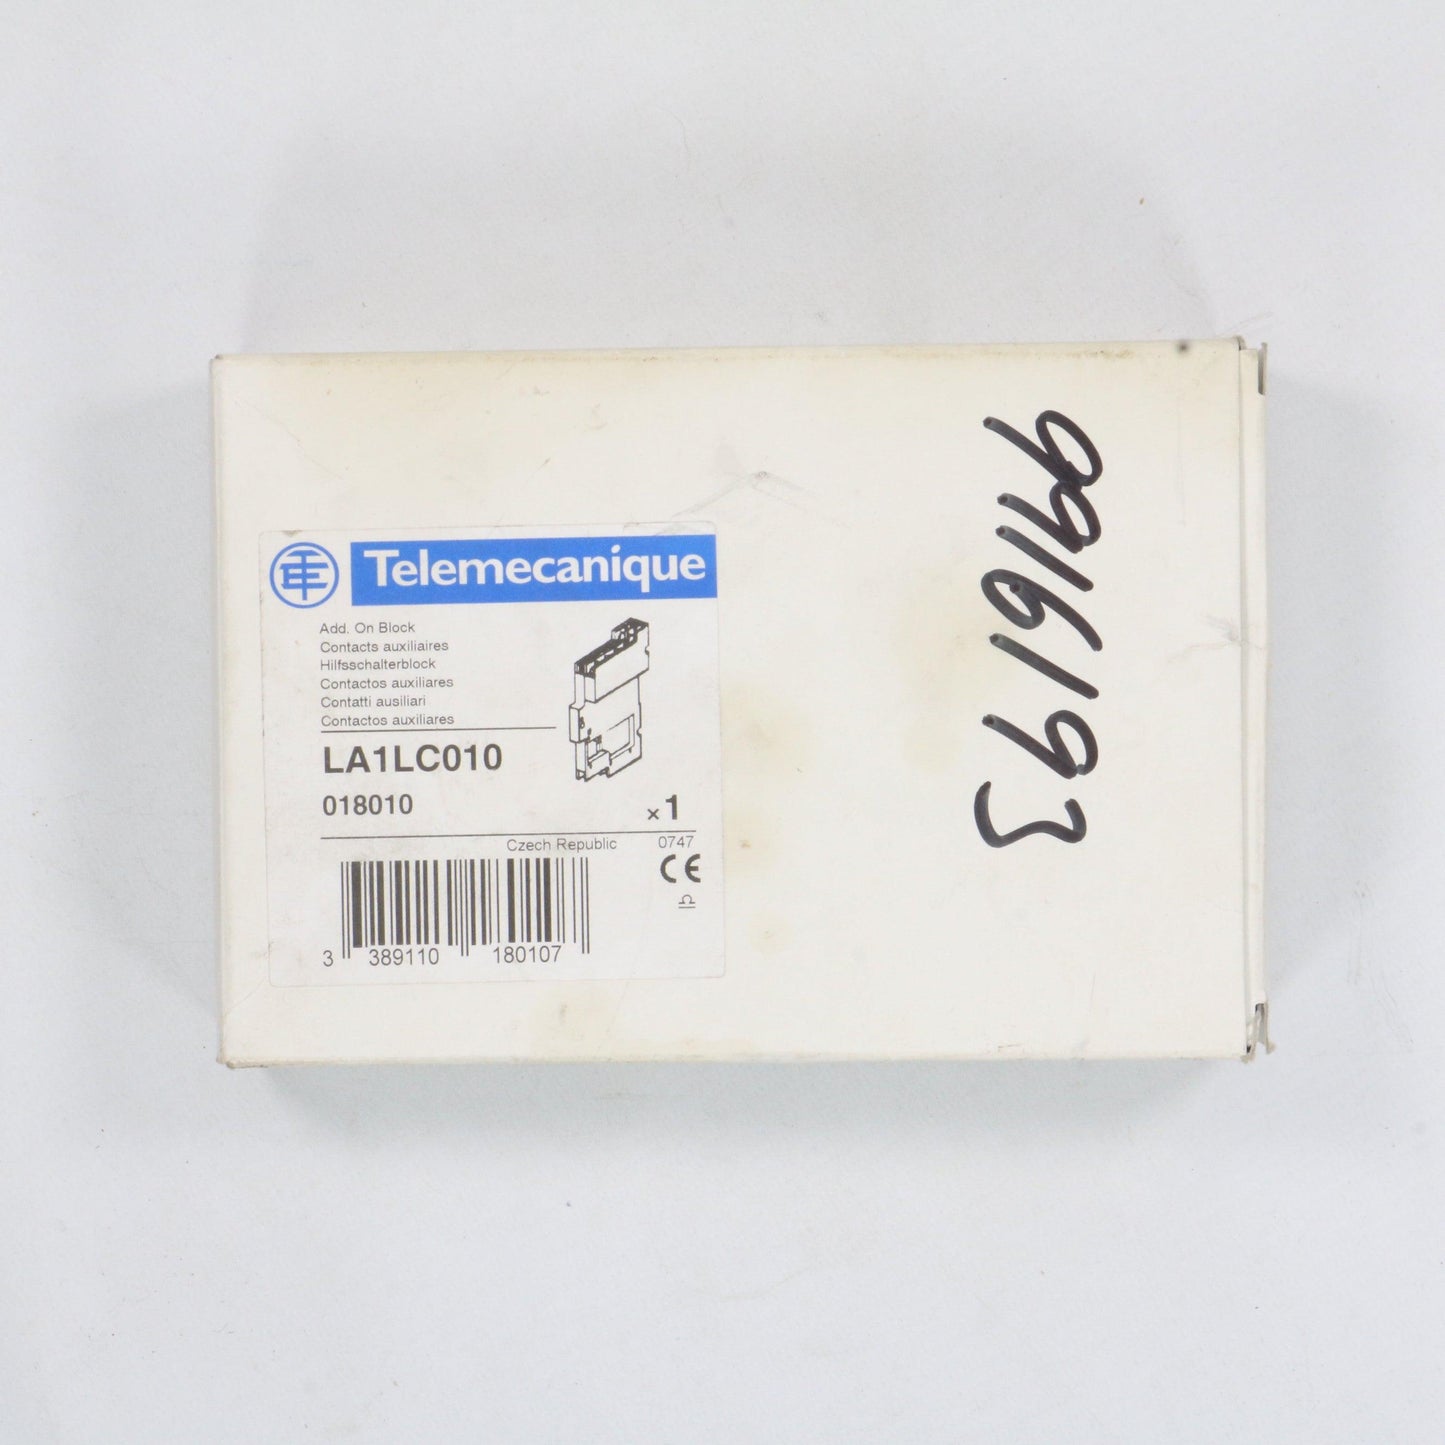 Telemecanique
Add. On Block
Contacts auxiliaires
Hilfsschalterblock
Contactos auxiliares
Contatti ausiliari
Contactos auxiliares
LA1LC010
018010
×1
Czech Republic 0747
CE
3 389110 180107
E619166